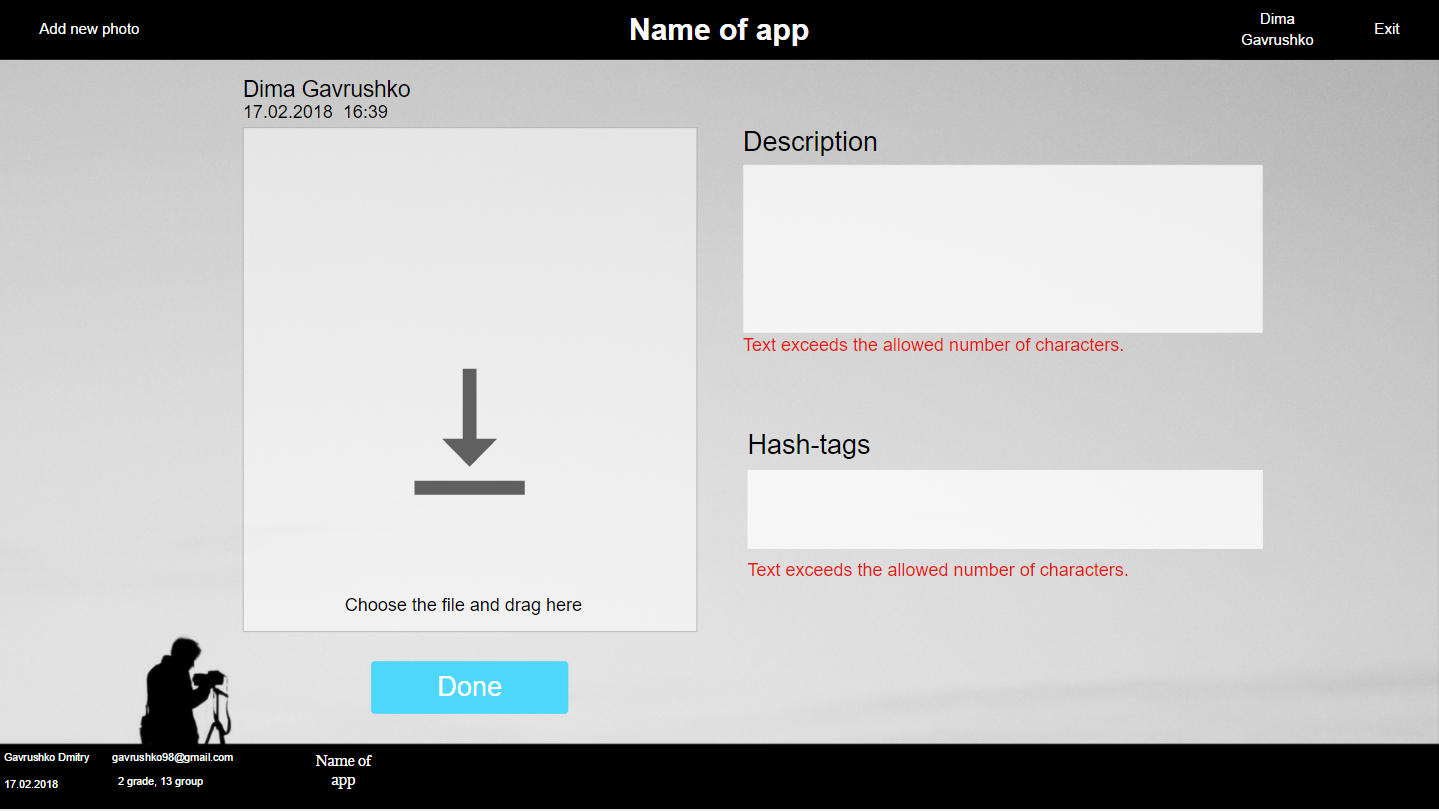 Add new photo
Name of app
Dima
Gavrushko
Exit
Dima Gavrushko
17.02.2018 16:39
Description
Text exceeds the allowed number of characters.
Hash-tags
Text exceeds the allowed number of characters.
Choose the file and drag here
Done
Gavrushko Dmitry
gavrushko98@gmail.com
17.02.2018
2 grade, 13 group
Name of
app